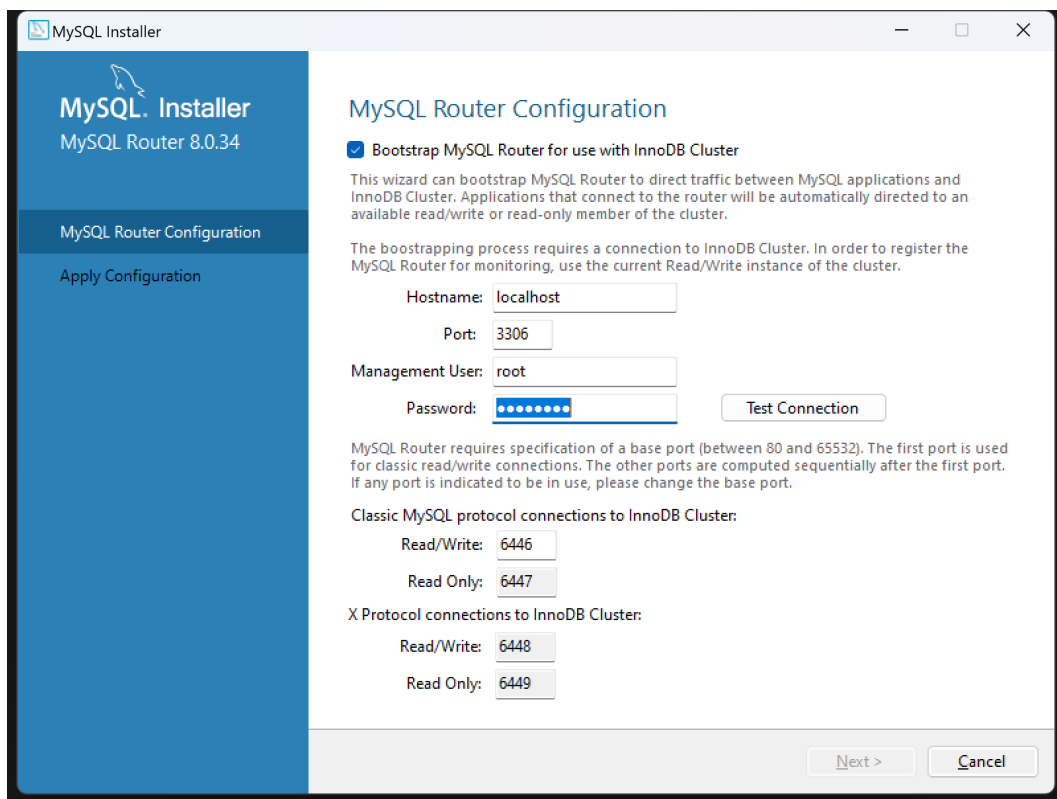 MySQL Installer
MySQL. Installer
MySQL Router 8.0.34
MySQL Router Configuration
Apply Configuration
MySQL Router Configuration
Bootstrap MySQL Router for use with InnoDB Cluster
This wizard can bootstrap MySQL Router to direct traffic between MySQL applications and
InnoDB Cluster. Applications that connect to the router will be automatically directed to an
available read/write or read-only member of the cluster.
The boostrapping process requires a connection to InnoDB Cluster. In order to register the
MySQL Router for monitoring, use the current Read/Write instance of the cluster.
Hostname: localhost
Port: 3306
Management User: root
Password: ●●●●●●●●
Test Connection
MySQL Router requires specification of a base port (between 80 and 65532). The first port is used
for classic read/write connections. The other ports are computed sequentially after the first port.
If any port is indicated to be in use, please change the base port.
Classic MySQL protocol connections to InnoDB Cluster:
Read/Write: 6446
Read Only: 6447
X Protocol connections to InnoDB Cluster:
Read/Write: 6448
Read Only: 6449
Next >
Cancel